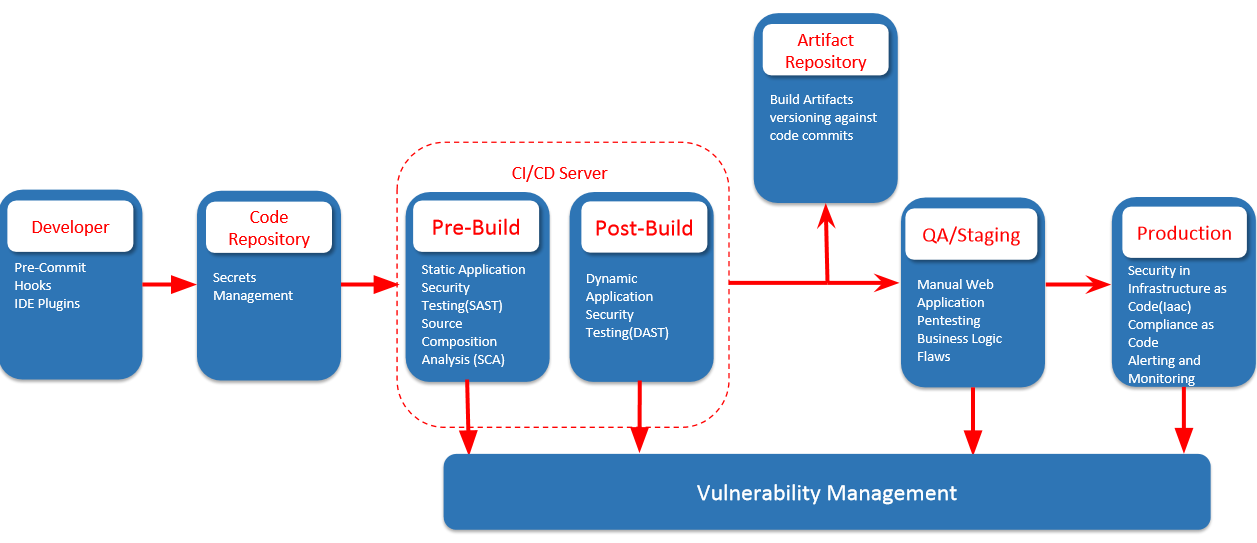 Artifact
Repository
Build Artifacts
versioning against
code commits
CI/CD Server
Developer
Pre-Commit
Hooks
IDE Plugins
Code
Repository
Secrets
Management
Pre-Build
Static Application
Security
Testing(SAST)
Source
Composition
Analysis (SCA)
Post-Build
Dynamic
Application
Security
Testing(DAST)
QA/Staging
Manual Web
Application
Pentesting
Business Logic
Flaws
Production
Security in
Infrastructure as
Code(Iaac)
Compliance as
Code
Alerting and
Monitoring
Vulnerability Management